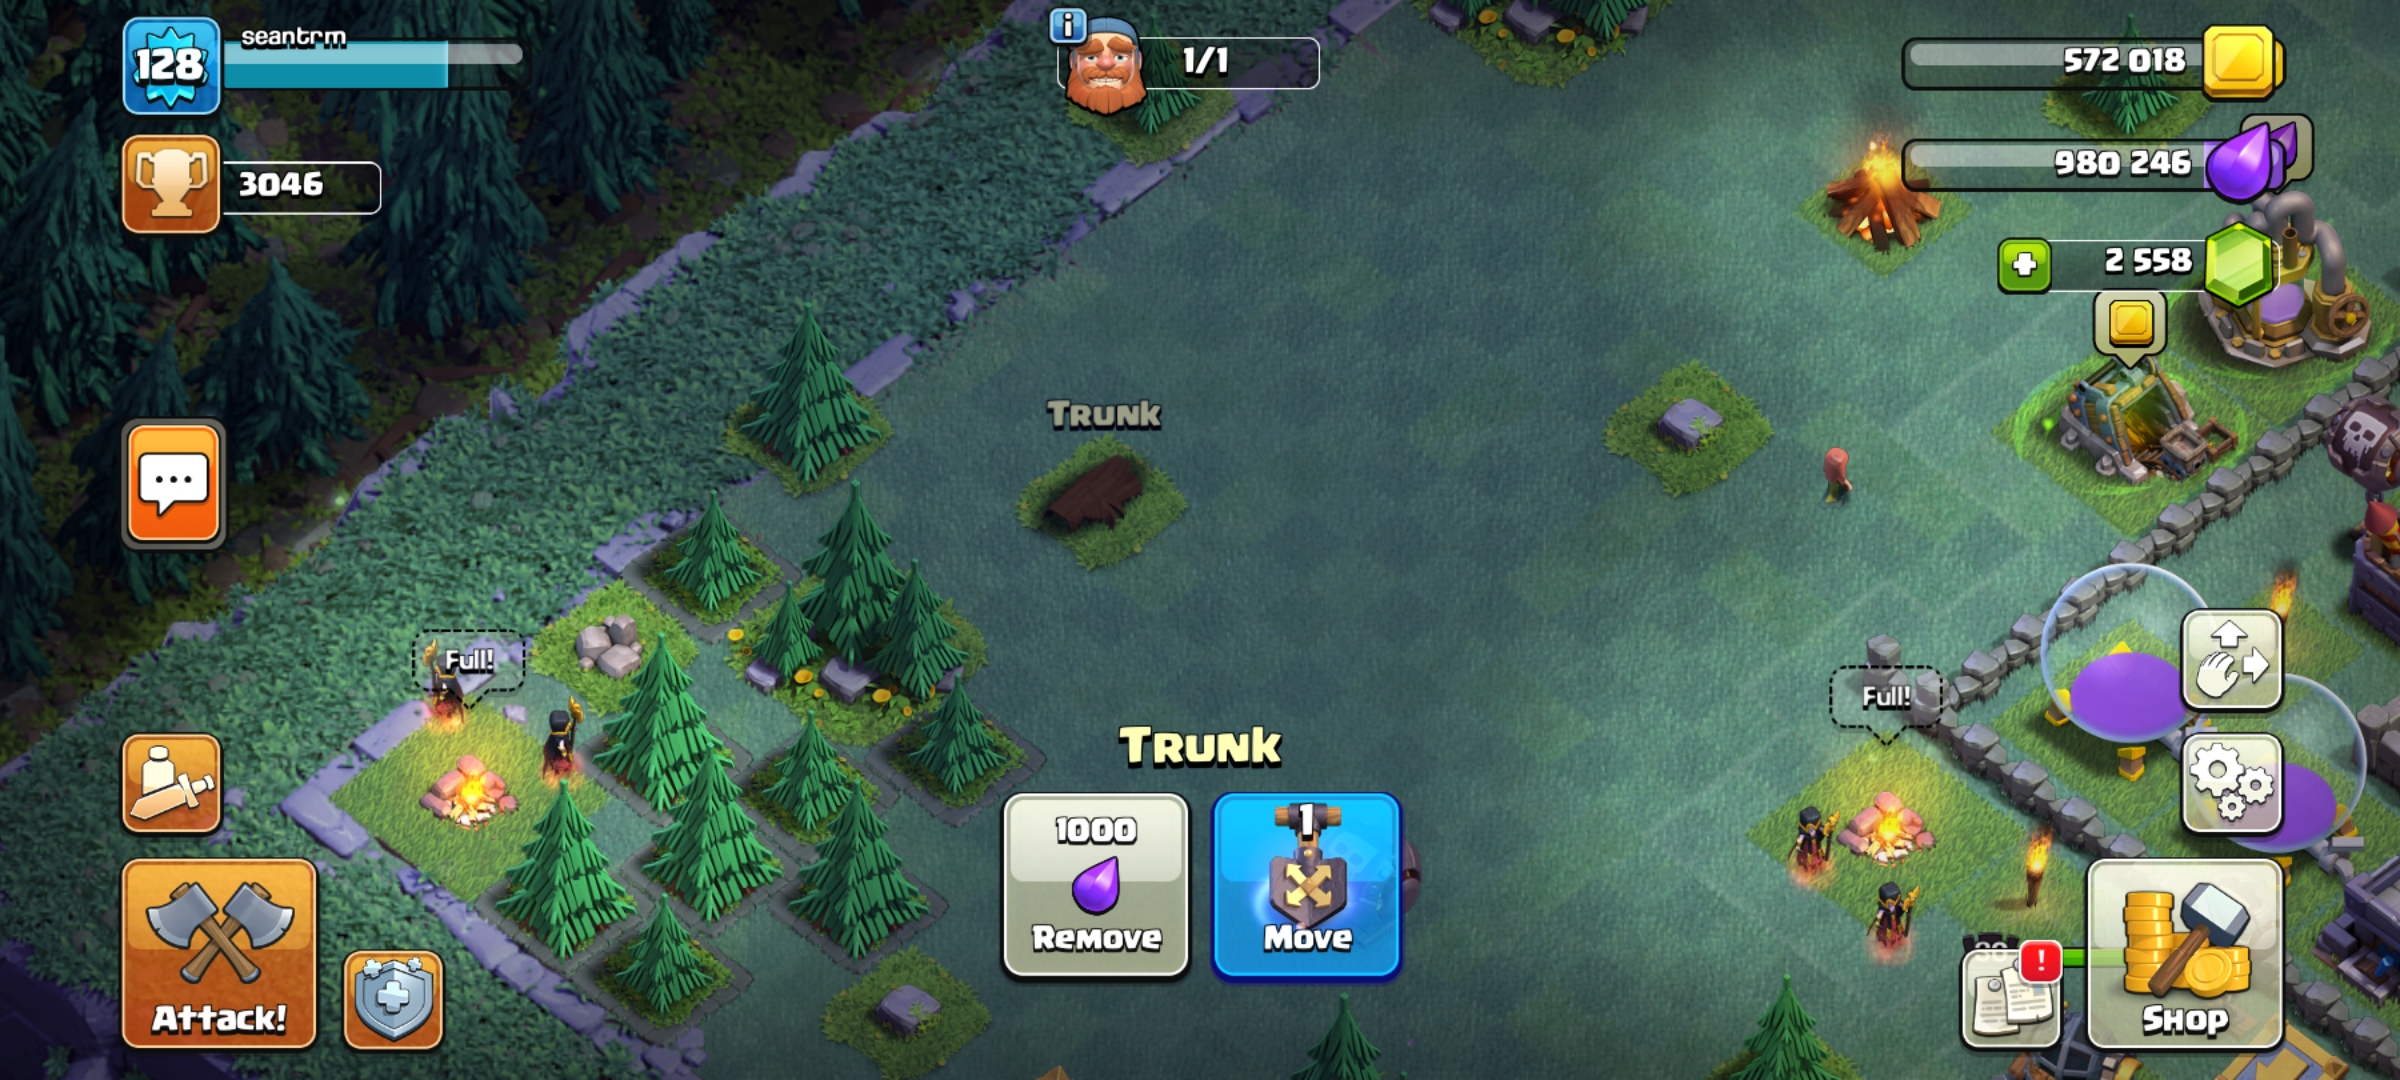 seantrm
128
1/1
572 018
3046
980 246
2 558
Trunk
Full!
Full!
Trunk
1000
1
Remove
Move
Attack!
!
Shop